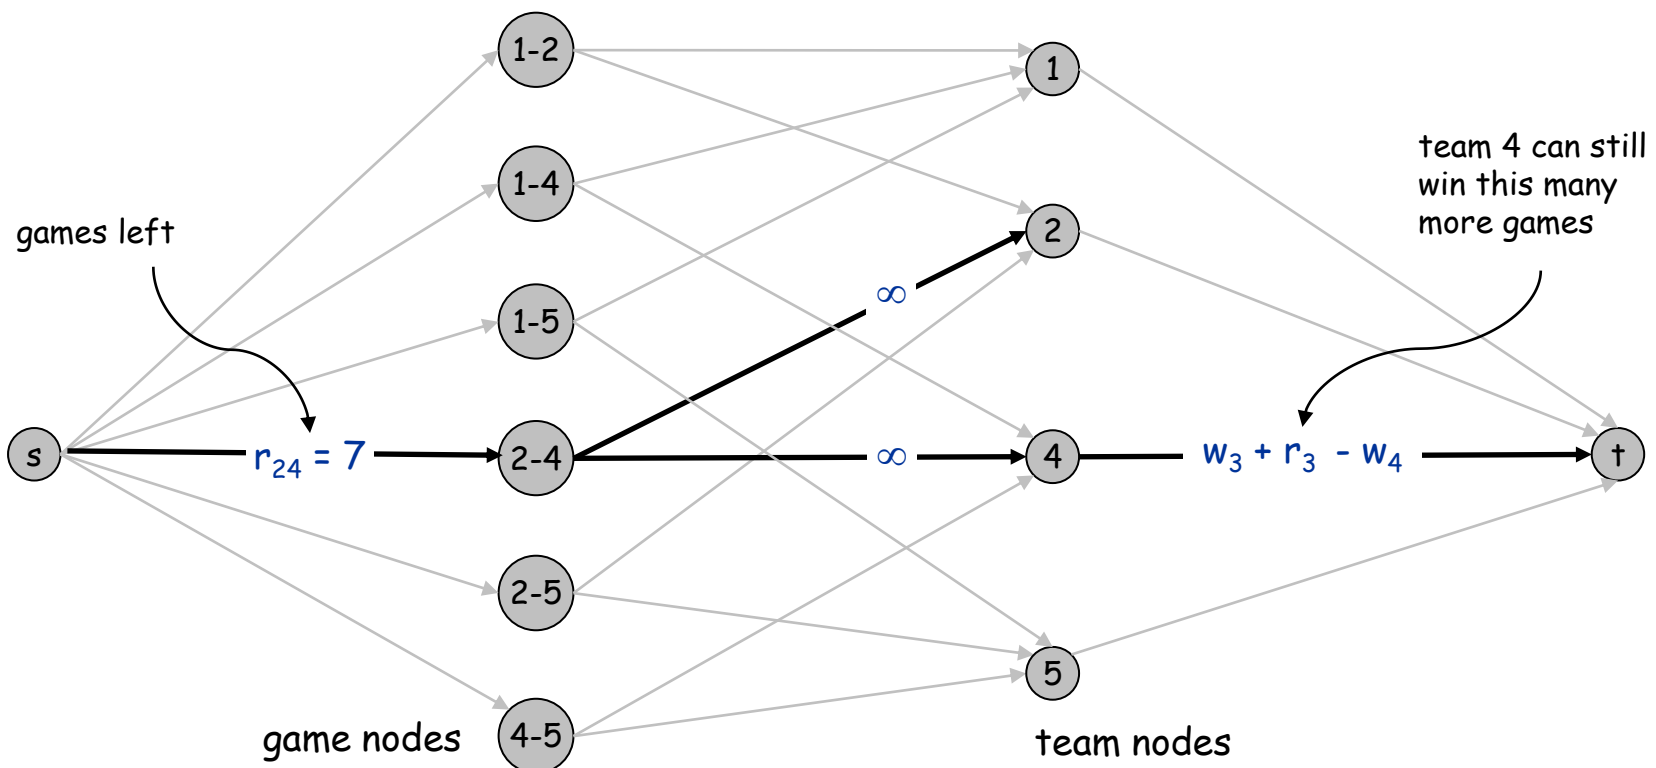 1-2
1
team 4 can still
win this many
more games
1-4
games left
2
∞
1-5
s
r₂₄ = 7
2-4
∞
4
w₃ + r₃ - w₄
t
2-5
5
4-5
game nodes
team nodes